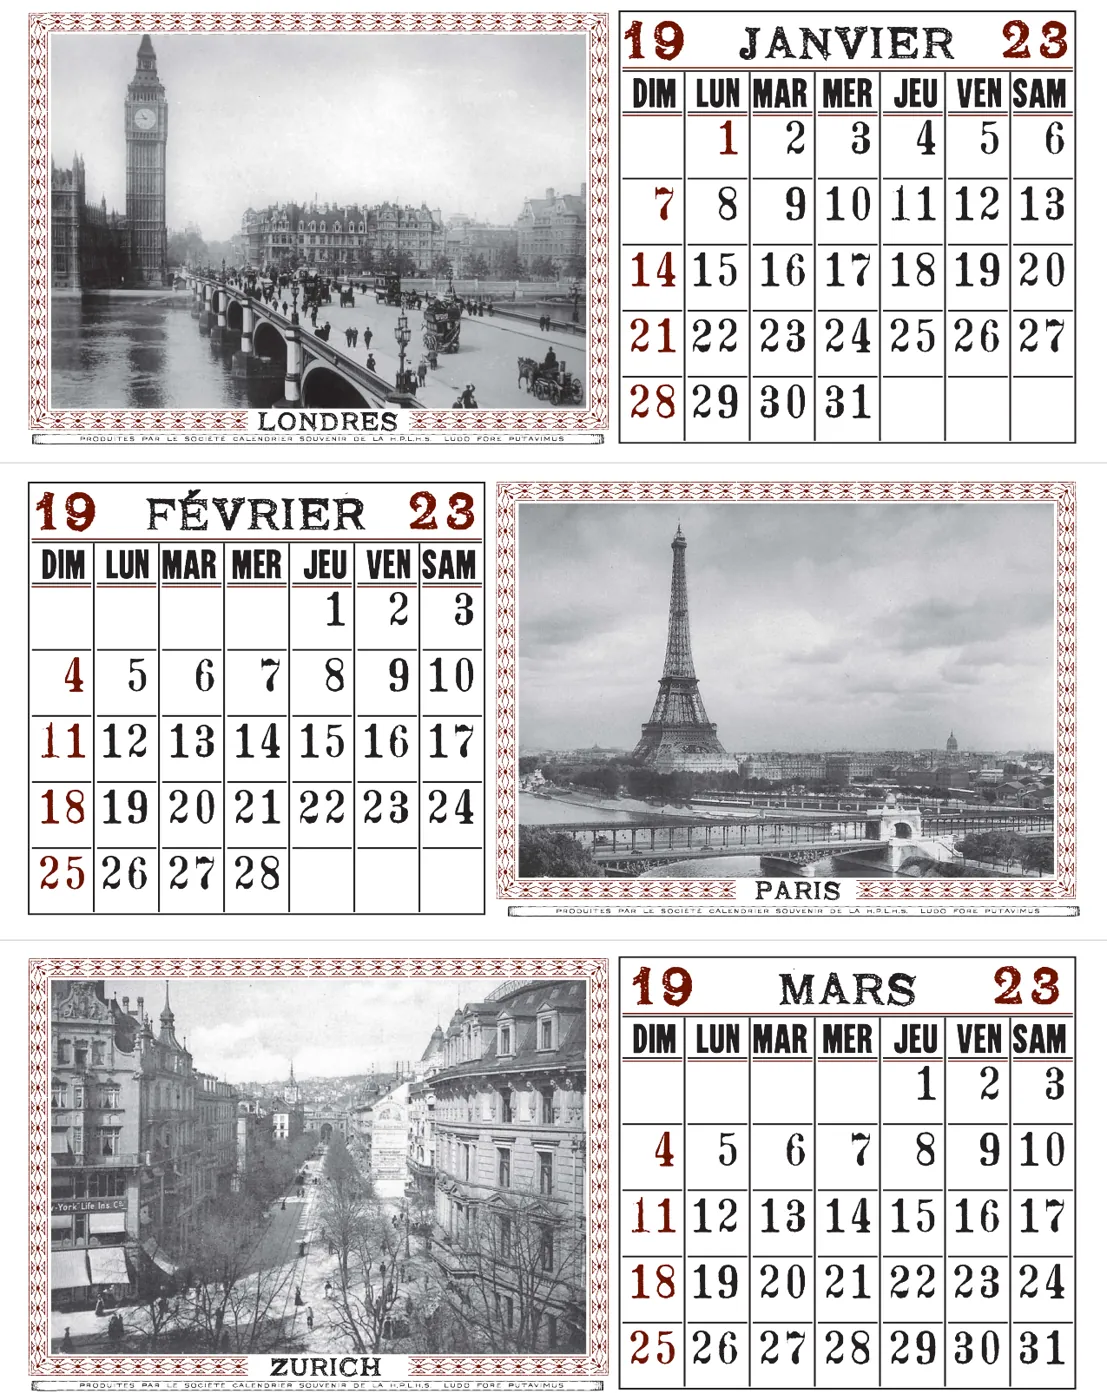 19 JANVIER 23
DIM LUN MAR MER JEU VEN SAM
1 2 3 4 5 6
7 8 9 10 11 12 13
14 15 16 17 18 19 20
21 22 23 24 25 26 27
28 29 30 31
LONDRES
PRODUITES PAR LE SOCIÉTÉ CALENDRIER SOUVENIR DE LA H.P.L.H.S. LUDO FORE PUTAVIMUS
19 FÉVRIER 23
DIM LUN MAR MER JEU VEN SAM
1 2 3
4 5 6 7 8 9 10
11 12 13 14 15 16 17
18 19 20 21 22 23 24
25 26 27 28
PARIS
PRODUITES PAR LE SOCIÉTÉ CALENDRIER SOUVENIR DE LA H.P.L.H.S. LUDO FORE PUTAVIMUS
19 MARS 23
DIM LUN MAR MER JEU VEN SAM
1 2 3
4 5 6 7 8 9 10
11 12 13 14 15 16 17
18 19 20 21 22 23 24
25 26 27 28 29 30 31
-York Life Ins. Co.
ZURICH
PRODUITES PAR LE SOCIÉTÉ CALENDRIER SOUVENIR DE LA H.P.L.H.S. LUDO FORE PUTAVIMUS